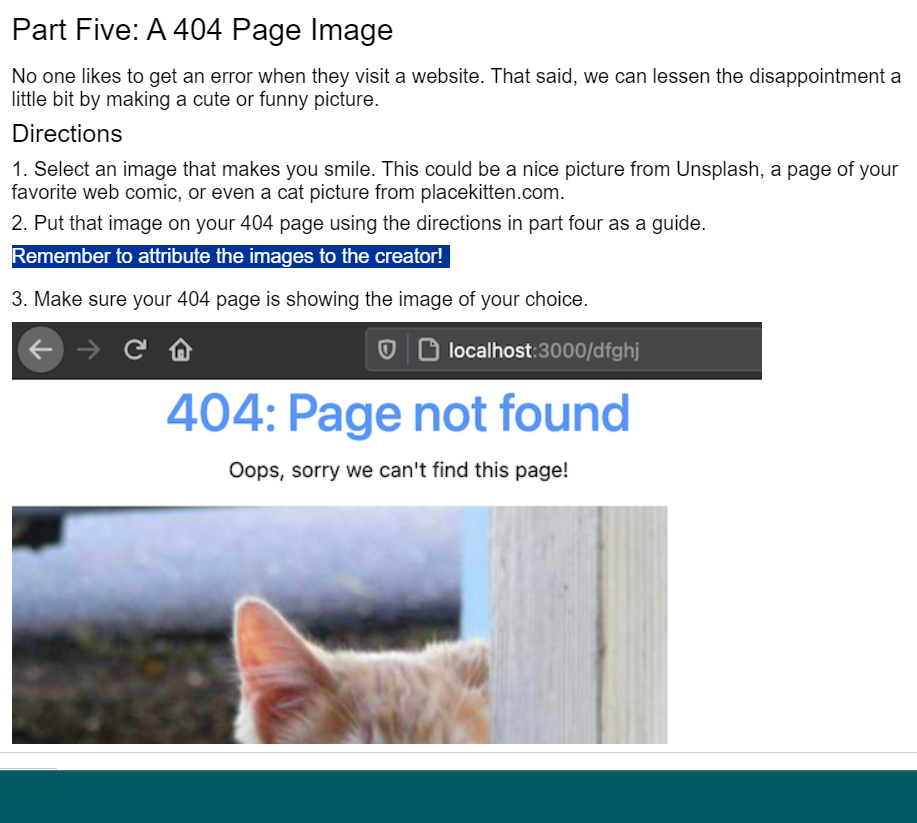 Part Five: A 404 Page Image
No one likes to get an error when they visit a website. That said, we can lessen the disappointment a
little bit by making a cute or funny picture.
Directions
1. Select an image that makes you smile. This could be a nice picture from Unsplash, a page of your
favorite web comic, or even a cat picture from placekitten.com.
2. Put that image on your 404 page using the directions in part four as a guide.
Remember to attribute the images to the creator!
3. Make sure your 404 page is showing the image of your choice.
localhost:3000/dfghj
404: Page not found
Oops, sorry we can't find this page!